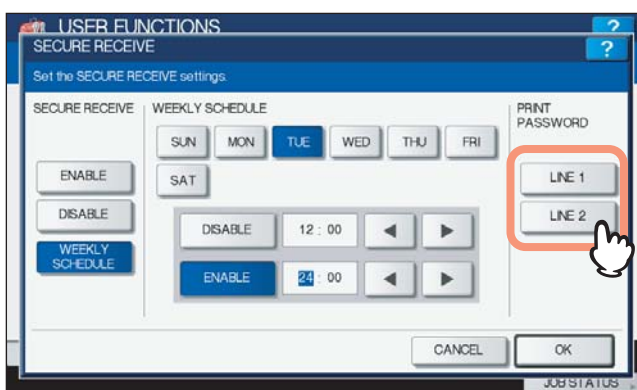 USER FUNCTIONS ?
SECURE RECEIVE ?
Set the SECURE RECEIVE settings.
SECURE RECEIVE
WEEKLY SCHEDULE
PRINT
PASSWORD
SUN MON TUE WED THU FRI
SAT
ENABLE
DISABLE
WEEKLY
SCHEDULE
DISABLE 12 : 00
ENABLE 24 : 00
LINE 1
LINE 2
CANCEL OK
JOB STATUS